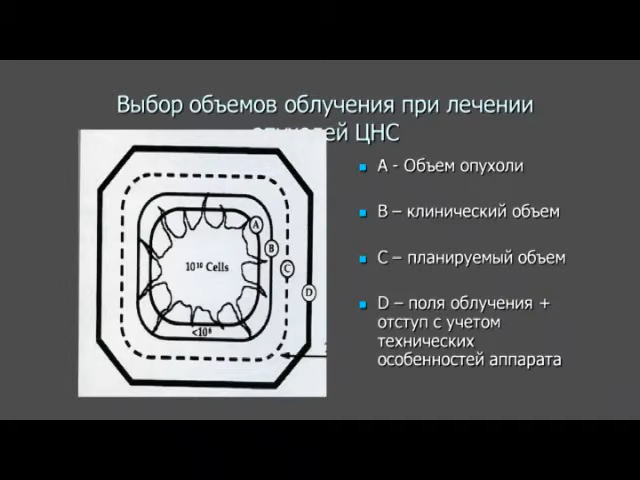 Выбор объемов облучения при лечении
опухолей ЦНС
A - Объем опухоли
B – клинический объем
C – планируемый объем
D – поля облучения +
отступ с учетом
технических
особенностей аппарата
A
B
10¹⁰ Cells
C
D
<10⁸